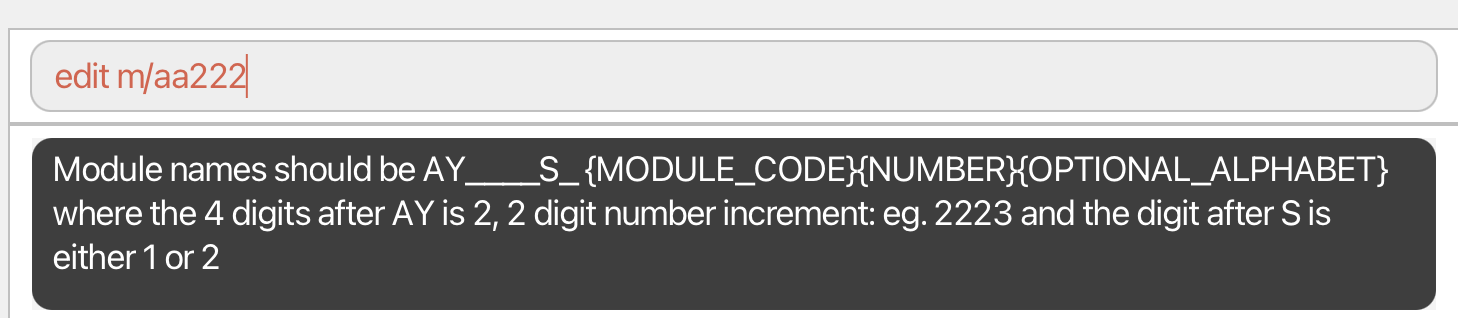 edit m/aa222
Module names should be AY____S_ {MODULE_CODE}{NUMBER}{OPTIONAL_ALPHABET}
where the 4 digits after AY is 2, 2 digit number increment: eg. 2223 and the digit after S is
either 1 or 2